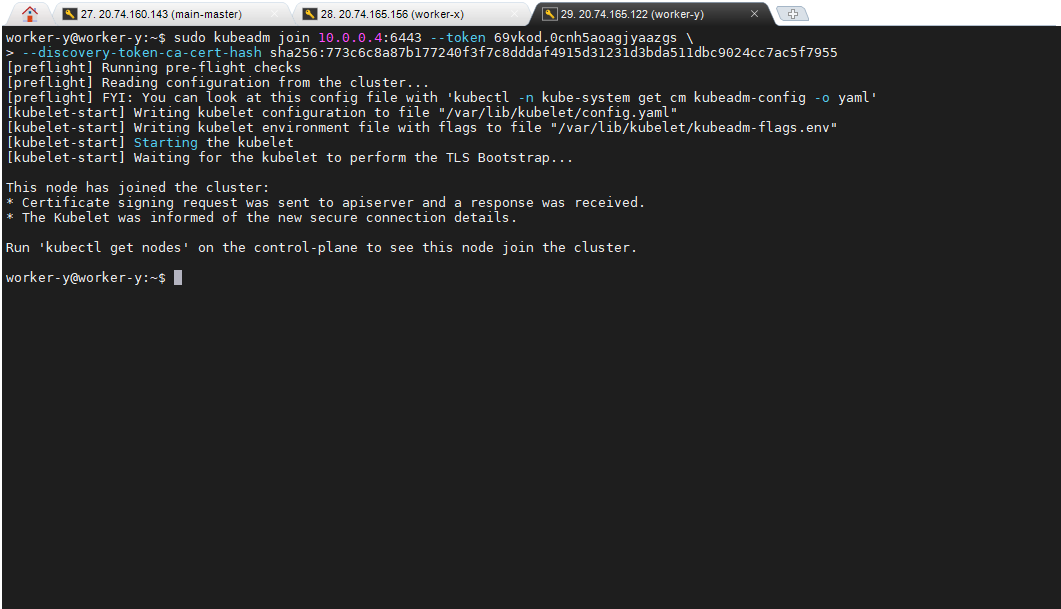 27. 20.74.160.143 (main-master)
28. 20.74.165.156 (worker-x)
29. 20.74.165.122 (worker-y)
worker-y@worker-y:~$ sudo kubeadm join 10.0.0.4:6443 --token 69vkod.0cnh5aoagjyaazgs \
> --discovery-token-ca-cert-hash sha256:773c6c8a87b177240f3f7c8dddaf4915d31231d3bda511dbc9024cc7ac5f7955
[preflight] Running pre-flight checks
[preflight] Reading configuration from the cluster...
[preflight] FYI: You can look at this config file with 'kubectl -n kube-system get cm kubeadm-config -o yaml'
[kubelet-start] Writing kubelet configuration to file "/var/lib/kubelet/config.yaml"
[kubelet-start] Writing kubelet environment file with flags to file "/var/lib/kubelet/kubeadm-flags.env"
[kubelet-start] Starting the kubelet
[kubelet-start] Waiting for the kubelet to perform the TLS Bootstrap...
This node has joined the cluster:
* Certificate signing request was sent to apiserver and a response was received.
* The Kubelet was informed of the new secure connection details.
Run 'kubectl get nodes' on the control-plane to see this node join the cluster.
worker-y@worker-y:~$